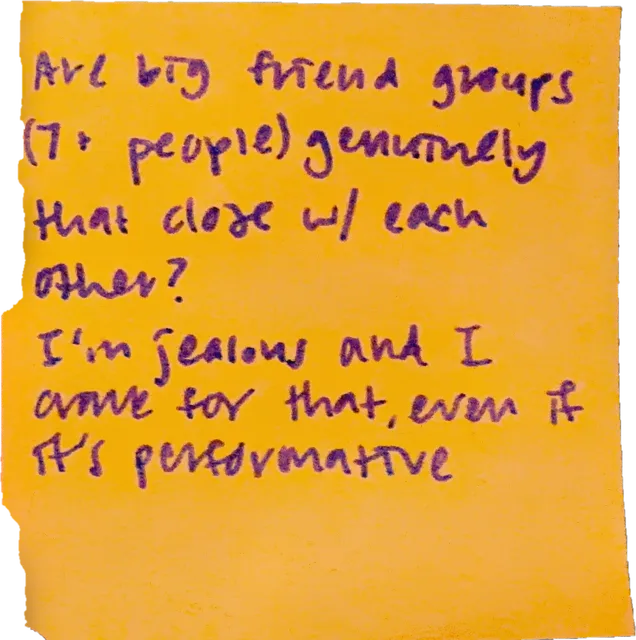 Are big friend groups
(7+ people) genuinely
that close w/ each
other?
I'm jealous and I
crave for that, even if
it's performative